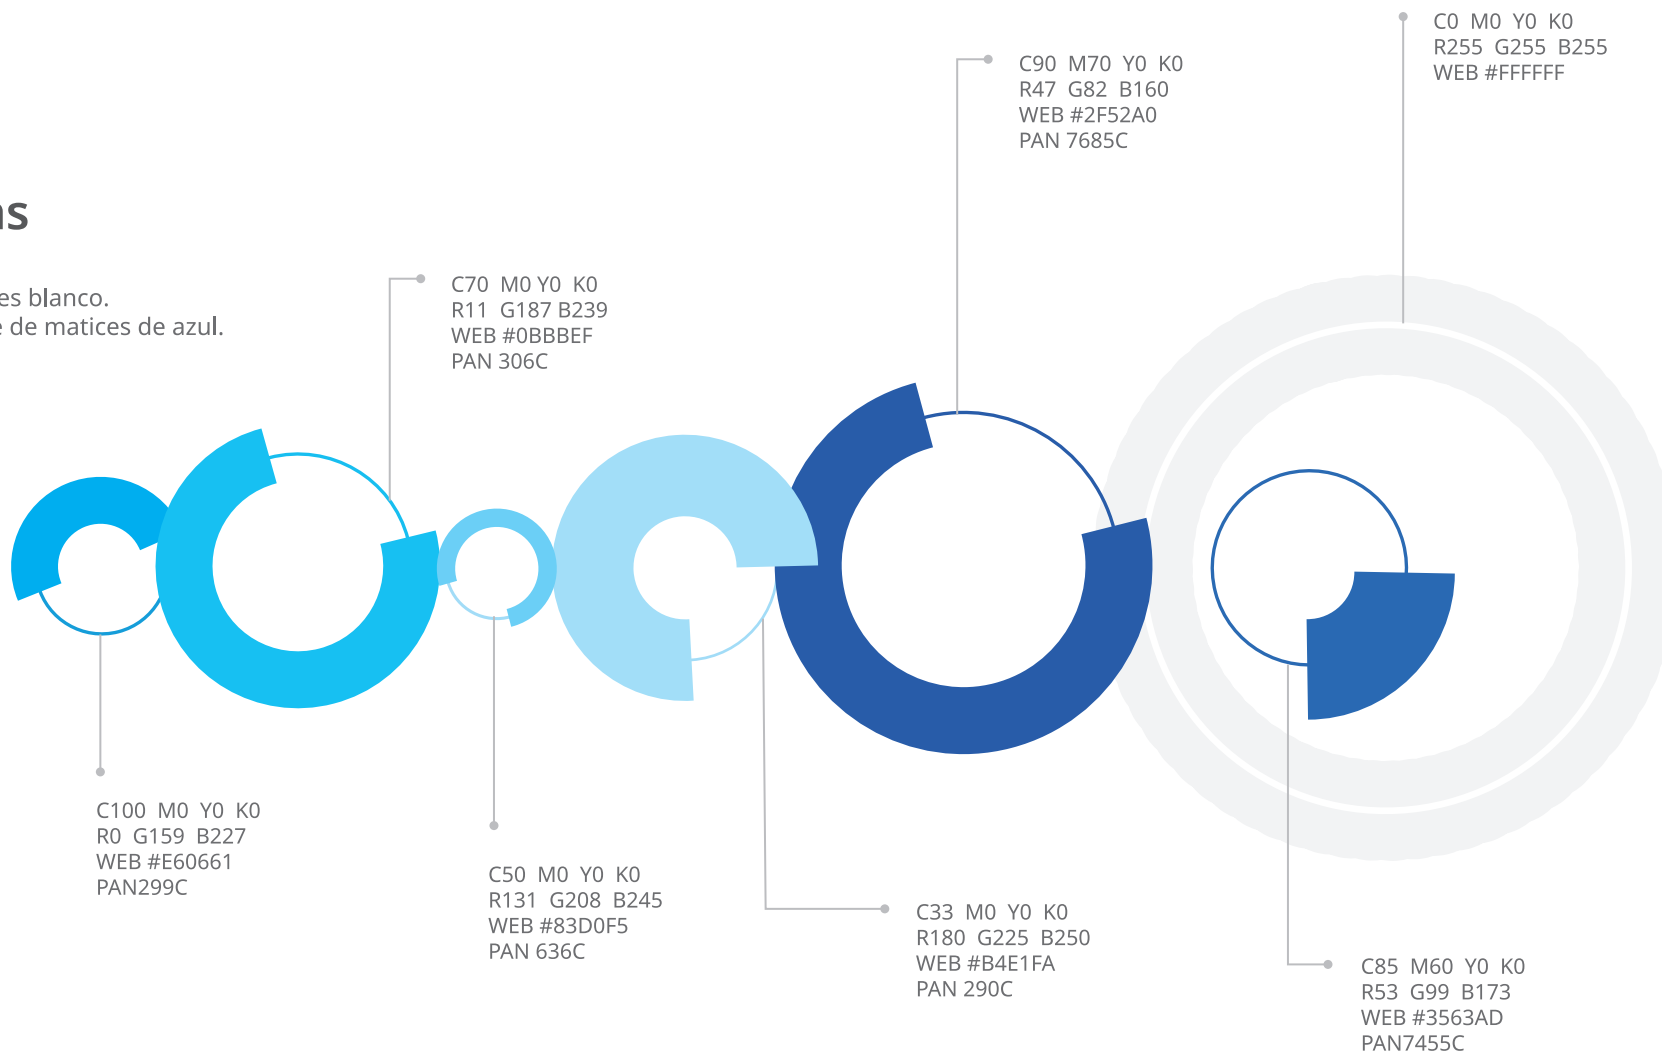 C0 M0 Y0 K0
R255 G255 B255
WEB #FFFFFF
C90 M70 Y0 K0
R47 G82 B160
WEB #2F52A0
PAN 7685C
es blanco.
de matices de azul.
C70 M0 Y0 K0
R11 G187 B239
WEB #0BBBEF
PAN 306C
C100 M0 Y0 K0
R0 G159 B227
WEB #E60661
PAN299C
C50 M0 Y0 K0
R131 G208 B245
WEB #83D0F5
PAN 636C
C33 M0 Y0 K0
R180 G225 B250
WEB #B4E1FA
PAN 290C
C85 M60 Y0 K0
R53 G99 B173
WEB #3563AD
PAN7455C